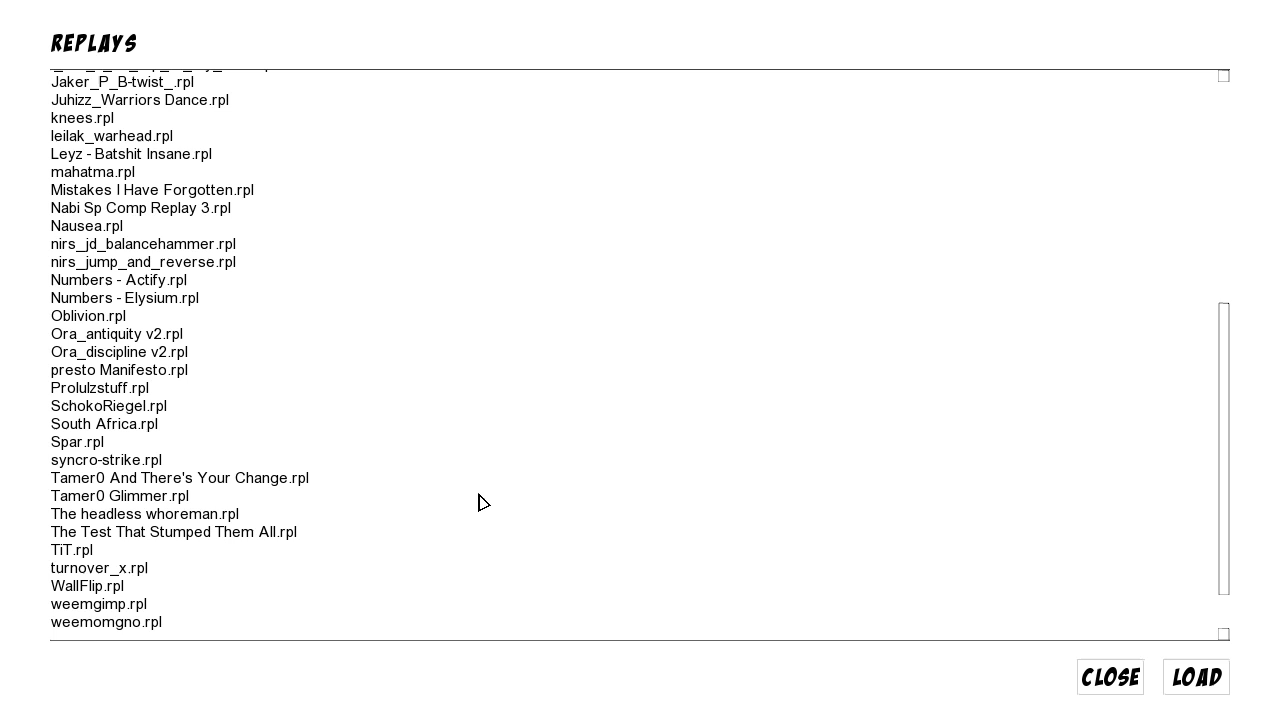 REPLAYS
Jaker_P_B-twist_.rpl
Juhizz_Warriors Dance.rpl
knees.rpl
leilak_warhead.rpl
Leyz - Batshit Insane.rpl
mahatma.rpl
Mistakes I Have Forgotten.rpl
Nabi Sp Comp Replay 3.rpl
Nausea.rpl
nirs_jd_balancehammer.rpl
nirs_jump_and_reverse.rpl
Numbers - Actify.rpl
Numbers - Elysium.rpl
Oblivion.rpl
Ora_antiquity v2.rpl
Ora_discipline v2.rpl
presto Manifesto.rpl
Prolulzstuff.rpl
SchokoRiegel.rpl
South Africa.rpl
Spar.rpl
syncro-strike.rpl
Tamer0 And There's Your Change.rpl
Tamer0 Glimmer.rpl
The headless whoreman.rpl
The Test That Stumped Them All.rpl
TiT.rpl
turnover_x.rpl
WallFlip.rpl
weemgimp.rpl
weemomgno.rpl
CLOSE LOAD